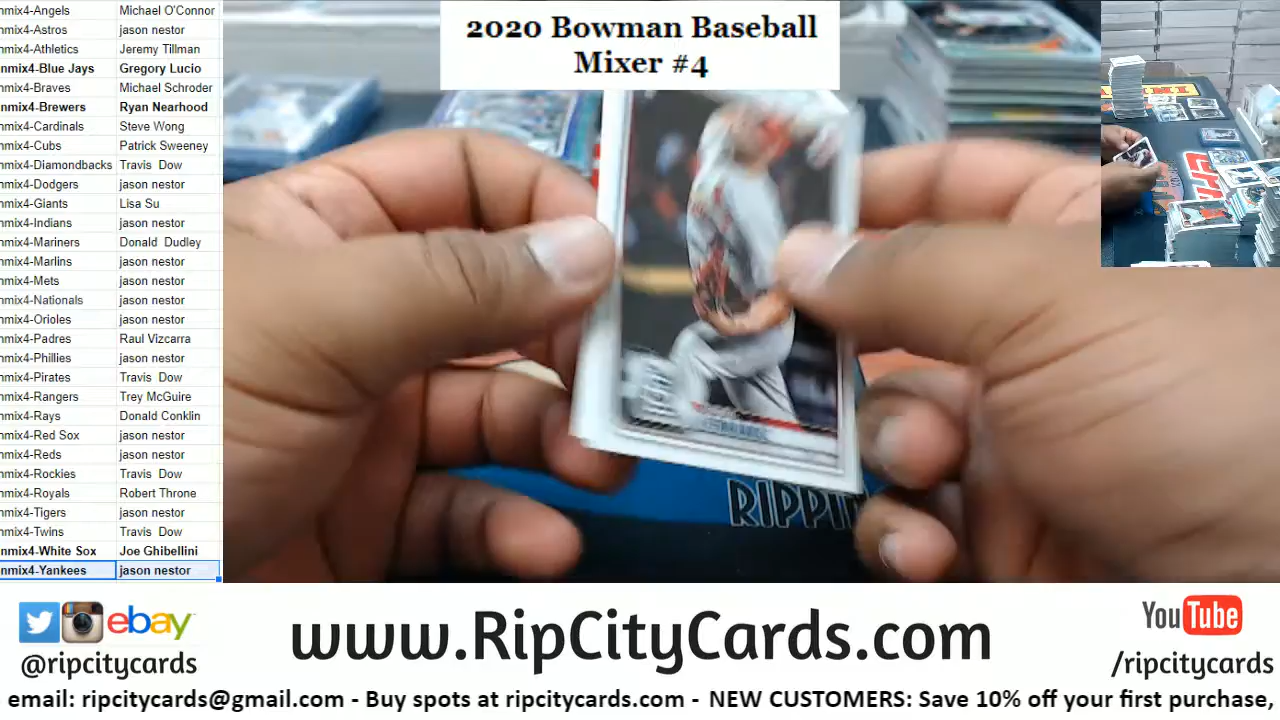 2020 Bowman Baseball
Mixer #4
nmix4-Angels Michael O'Connor
nmix4-Astros jason nestor
nmix4-Athletics Jeremy Tillman
nmix4-Blue Jays Gregory Lucio
nmix4-Braves Michael Schroder
nmix4-Brewers Ryan Nearhood
nmix4-Cardinals Steve Wong
nmix4-Cubs Patrick Sweeney
nmix4-Diamondbacks Travis Dow
nmix4-Dodgers jason nestor
nmix4-Giants Lisa Su
nmix4-Indians jason nestor
nmix4-Mariners Donald Dudley
nmix4-Marlins jason nestor
nmix4-Mets jason nestor
nmix4-Nationals jason nestor
nmix4-Orioles jason nestor
nmix4-Padres Raul Vizcarra
nmix4-Phillies jason nestor
nmix4-Pirates Travis Dow
nmix4-Rangers Trey McGuire
nmix4-Rays Donald Conklin
nmix4-Red Sox jason nestor
nmix4-Reds jason nestor
nmix4-Rockies Travis Dow
nmix4-Royals Robert Throne
nmix4-Tigers jason nestor
nmix4-Twins Travis Dow
nmix4-White Sox Joe Ghibellini
nmix4-Yankees jason nestor
RIPPIN
ebay
@ripcitycards
www.RipCityCards.com
YouTube
/ripcitycards
email: ripcitycards@gmail.com - Buy spots at ripcitycards.com - NEW CUSTOMERS: Save 10% off your first purchase,